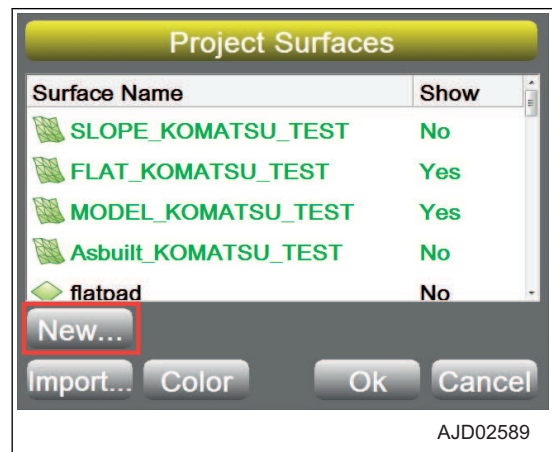 Project Surfaces
Surface Name Show
SLOPE_KOMATSU_TEST No
FLAT_KOMATSU_TEST Yes
MODEL_KOMATSU_TEST Yes
Asbuilt_KOMATSU_TEST No
flatpad No
New...
Import... Color Ok Cancel
AJD02589